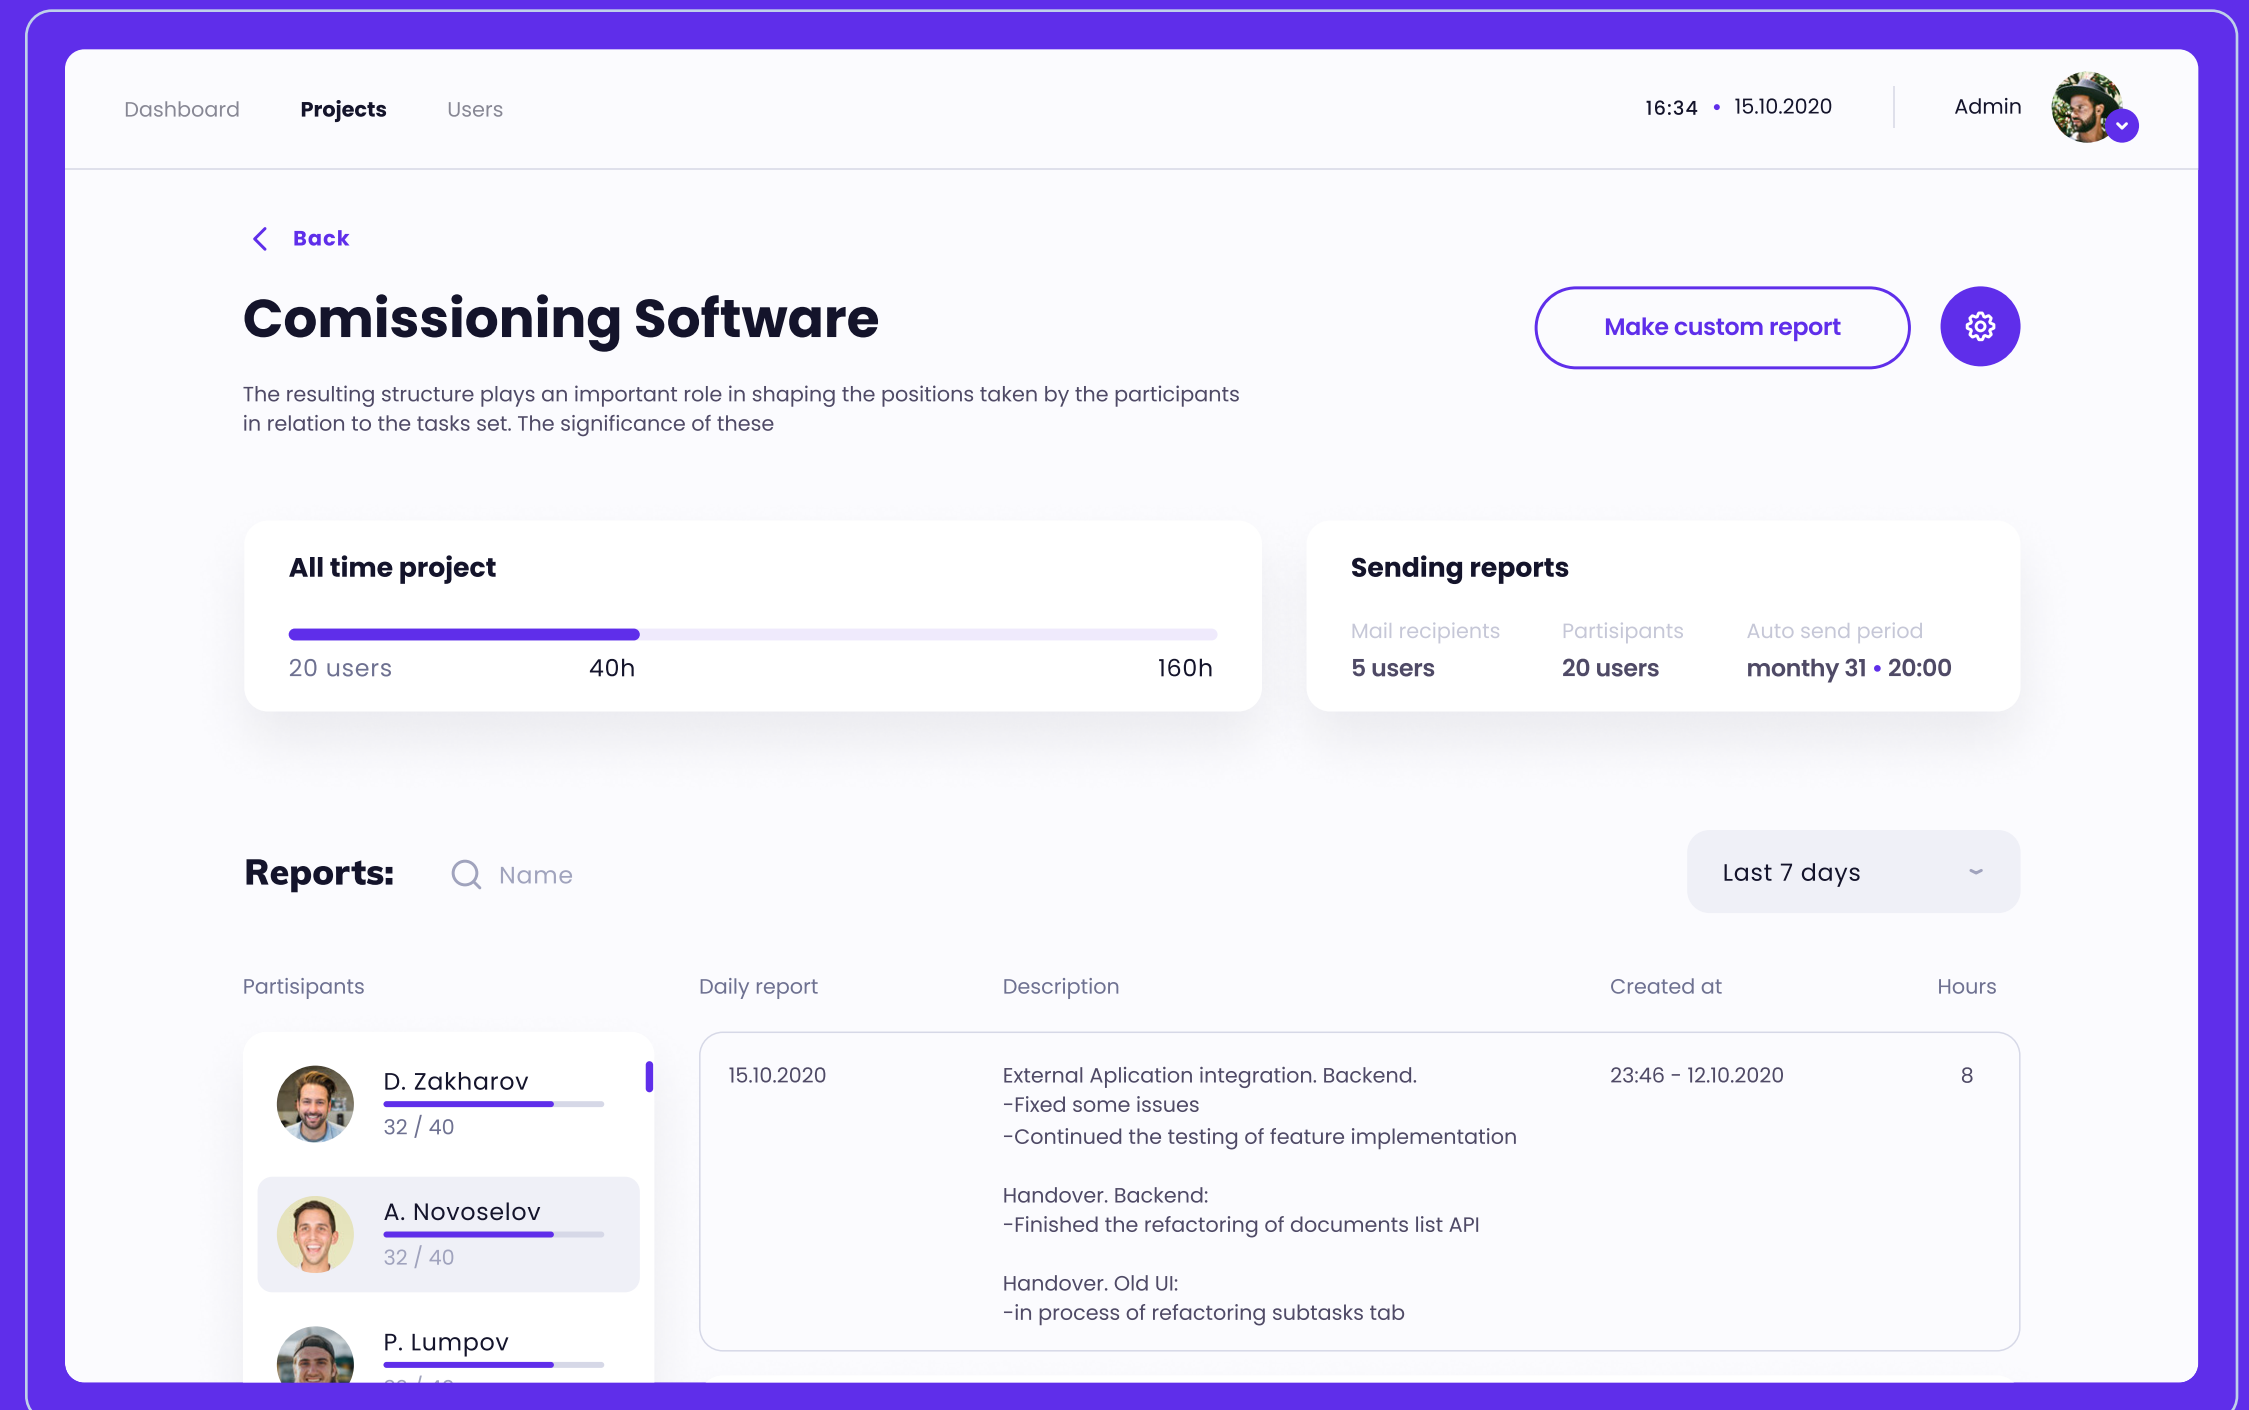 Dashboard Projects Users 16:34 • 15.10.2020 Admin
Back
Comissioning Software
Make custom report
The resulting structure plays an important role in shaping the positions taken by the participants
in relation to the tasks set. The significance of these
All time project
20 users 40h 160h
Sending reports
Mail recipients Partisipants Auto send period
5 users 20 users monthy 31 • 20:00
Reports: Name Last 7 days
Partisipants Daily report Description Created at Hours
D. Zakharov
32 / 40
A. Novoselov
32 / 40
P. Lumpov
15.10.2020 External Aplication integration. Backend. 23:46 - 12.10.2020 8
-Fixed some issues
-Continued the testing of feature implementation
Handover. Backend:
-Finished the refactoring of documents list API
Handover. Old UI:
-in process of refactoring subtasks tab